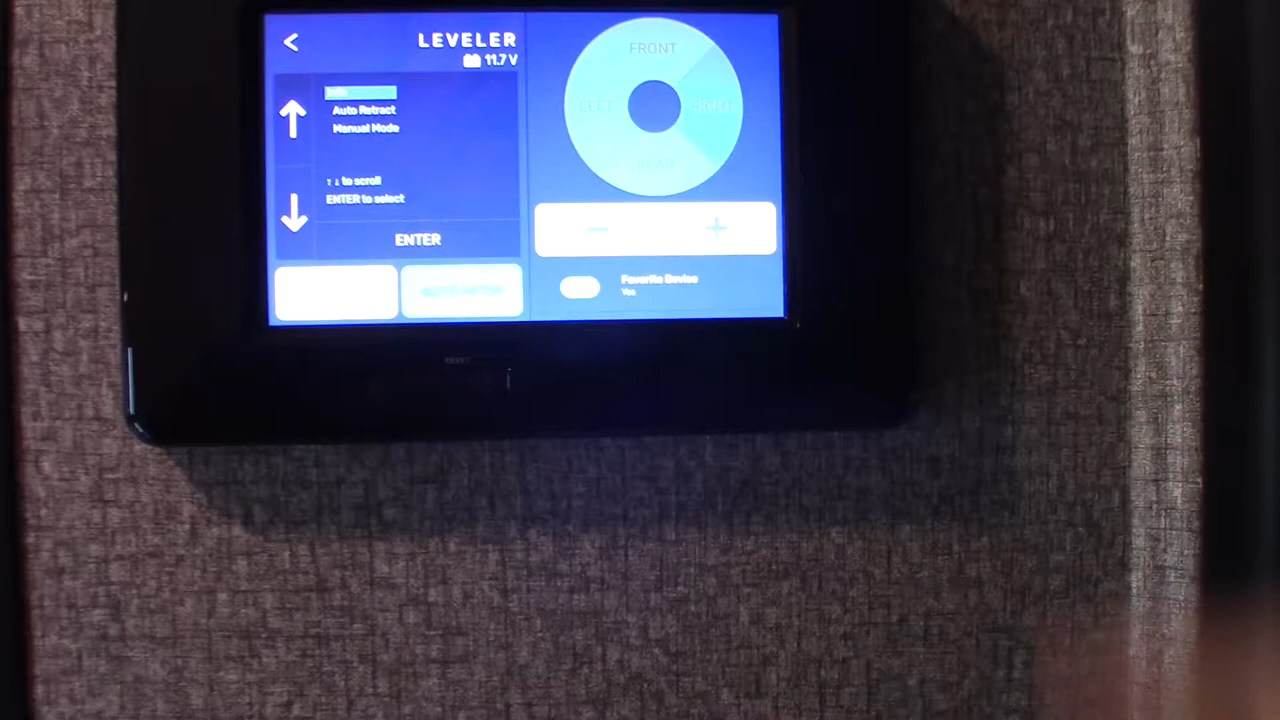 <
LEVELER
11.7 V
Info
Auto Retract
Manual Mode
↑ ↓ to scroll
ENTER to select
ENTER
FRONT
LEFT
RIGHT
REAR
− +
Favorite Device
Yes
RESET